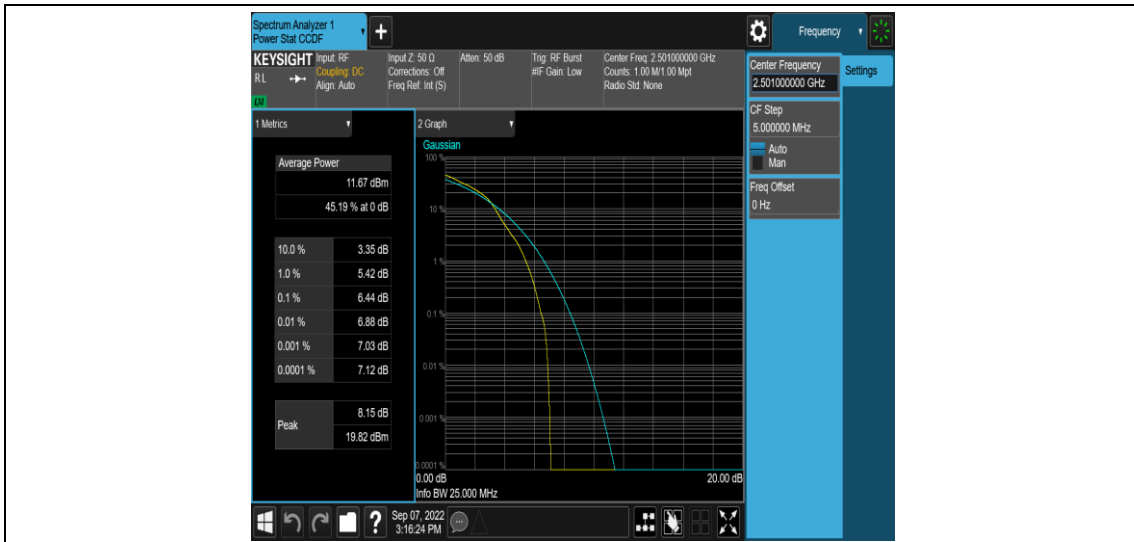 Spectrum Analyzer 1
Power Stat CCDF
Frequency
KEYSIGHT
RL
LM
Input: RF
Coupling: DC
Align: Auto
Input Z: 50 Ω
Corrections: Off
Freq Ref: Int (S)
Atten: 50 dB
Trig: RF Burst
#IF Gain: Low
Center Freq: 2.501000000 GHz
Counts: 1.00 M/1.00 Mpt
Radio Std: None
Center Frequency
2.501000000 GHz
Settings
CF Step
5.000000 MHz
Auto
Man
Freq Offset
0 Hz
1 Metrics
Average Power
11.67 dBm
45.19 % at 0 dB
10.0 % 3.35 dB
1.0 % 5.42 dB
0.1 % 6.44 dB
0.01 % 6.88 dB
0.001 % 7.03 dB
0.0001 % 7.12 dB
Peak
8.15 dB
19.82 dBm
2 Graph
Gaussian
100 %
10 %
1 %
0.1 %
0.01 %
0.001 %
0.0001 %
0.00 dB 20.00 dB
Info BW 25.000 MHz
Sep 07, 2022
3:16:24 PM